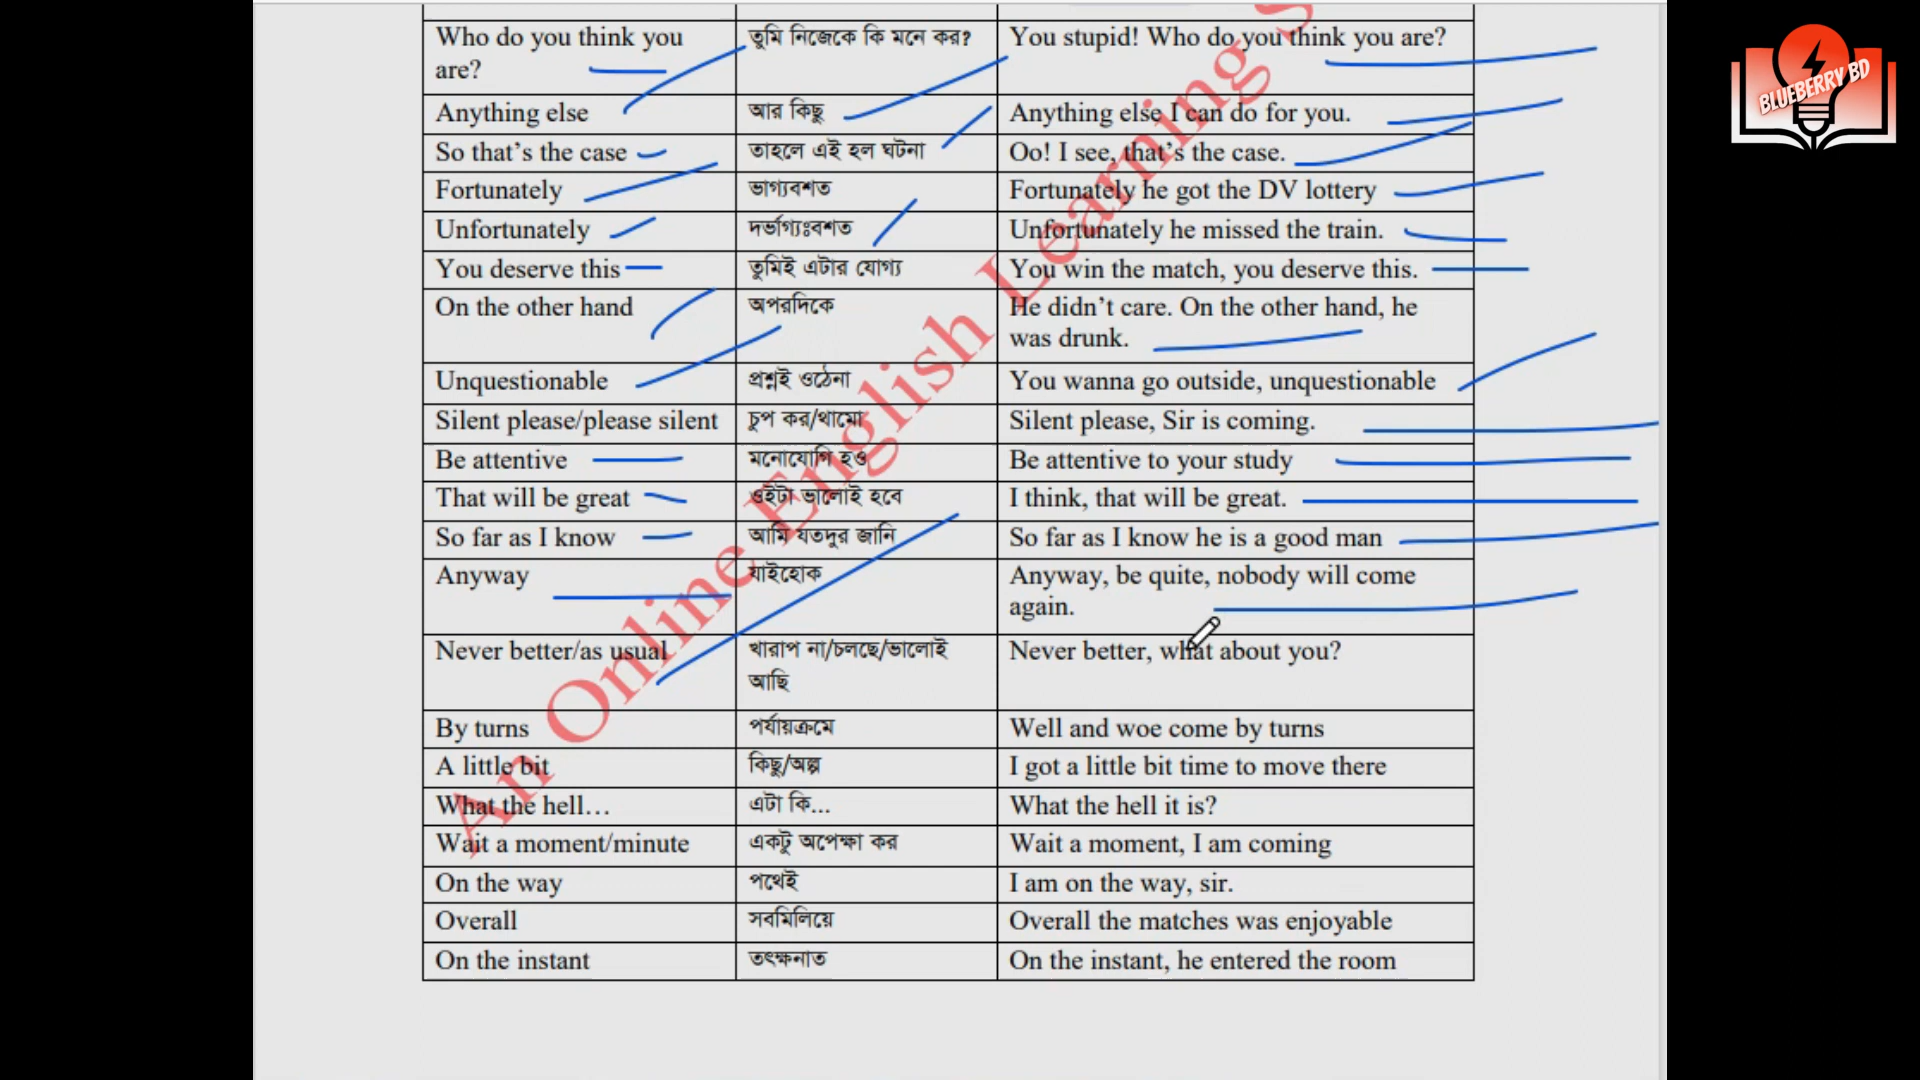 Who do you think you are? তুমি নিজেকে কি মনে কর? You stupid! Who do you think you are?
Anything else আর কিছু Anything else I can do for you.
So that's the case তাহলে এই হল ঘটনা Oo! I see, that's the case.
Fortunately ভাগ্যবশত Fortunately he got the DV lottery
Unfortunately দর্ভাগ্যঃবশত Unfortunately he missed the train.
You deserve this তুমিই এটার যোগ্য You win the match, you deserve this.
On the other hand অপরদিকে He didn't care. On the other hand, he was drunk.
Unquestionable প্রশ্নই ওঠেনা You wanna go outside, unquestionable
Silent please/please silent চুপ কর/থামো Silent please, Sir is coming.
Be attentive মনোযোগি হও Be attentive to your study
That will be great ওইটা ভালোই হবে I think, that will be great.
So far as I know আমি যতদুর জানি So far as I know he is a good man
Anyway যাইহোক Anyway, be quite, nobody will come again.
Never better/as usual খারাপ না/চলছে/ভালোই আছি Never better, what about you?
By turns পর্যায়ক্রমে Well and woe come by turns
A little bit কিছু/অল্প I got a little bit time to move there
What the hell… এটা কি... What the hell it is?
Wait a moment/minute একটু অপেক্ষা কর Wait a moment, I am coming
On the way পথেই I am on the way, sir.
Overall সবমিলিয়ে Overall the matches was enjoyable
On the instant তৎক্ষনাত On the instant, he entered the room
An Online English Learning S
BLUEBERRY BD